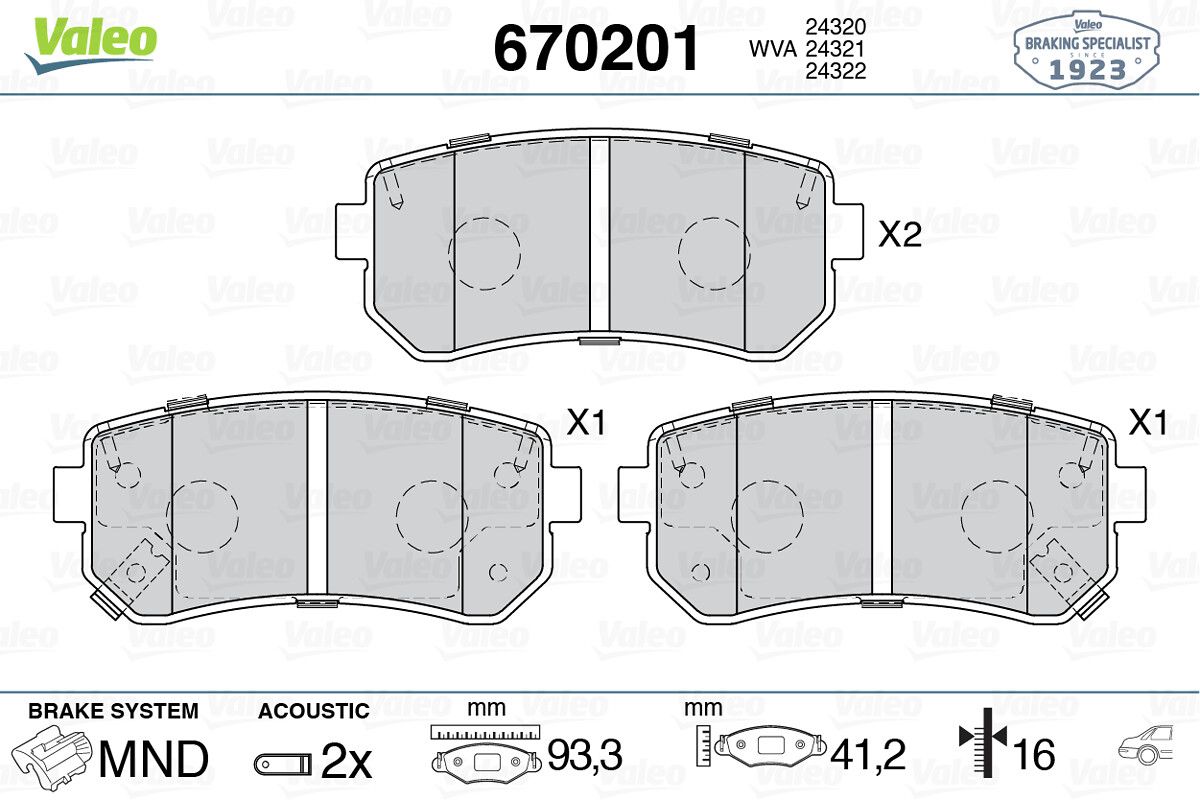 Valeo
670201
WVA 24320
24321
24322
Valeo
BRAKING SPECIALIST
SINCE
1923
X2
X1
X1
BRAKE SYSTEM
MND
ACOUSTIC
2x
mm
93,3
mm
41,2
16